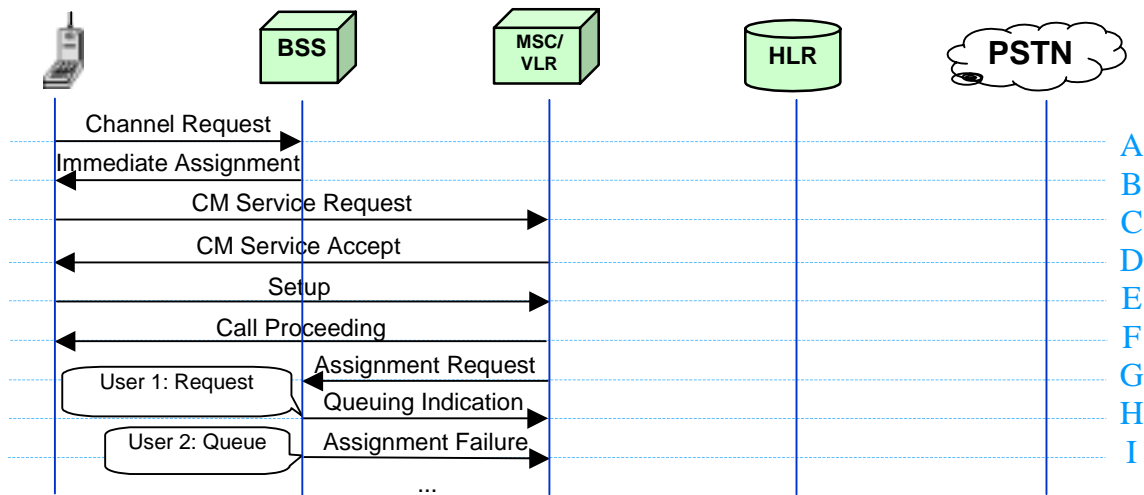 BSS
MSC/
VLR
HLR
PSTN
Channel Request
A
Immediate Assignment
B
CM Service Request
C
CM Service Accept
D
Setup
E
Call Proceeding
F
Assignment Request
G
User 1: Request
Queuing Indication
H
User 2: Queue
Assignment Failure
I
...